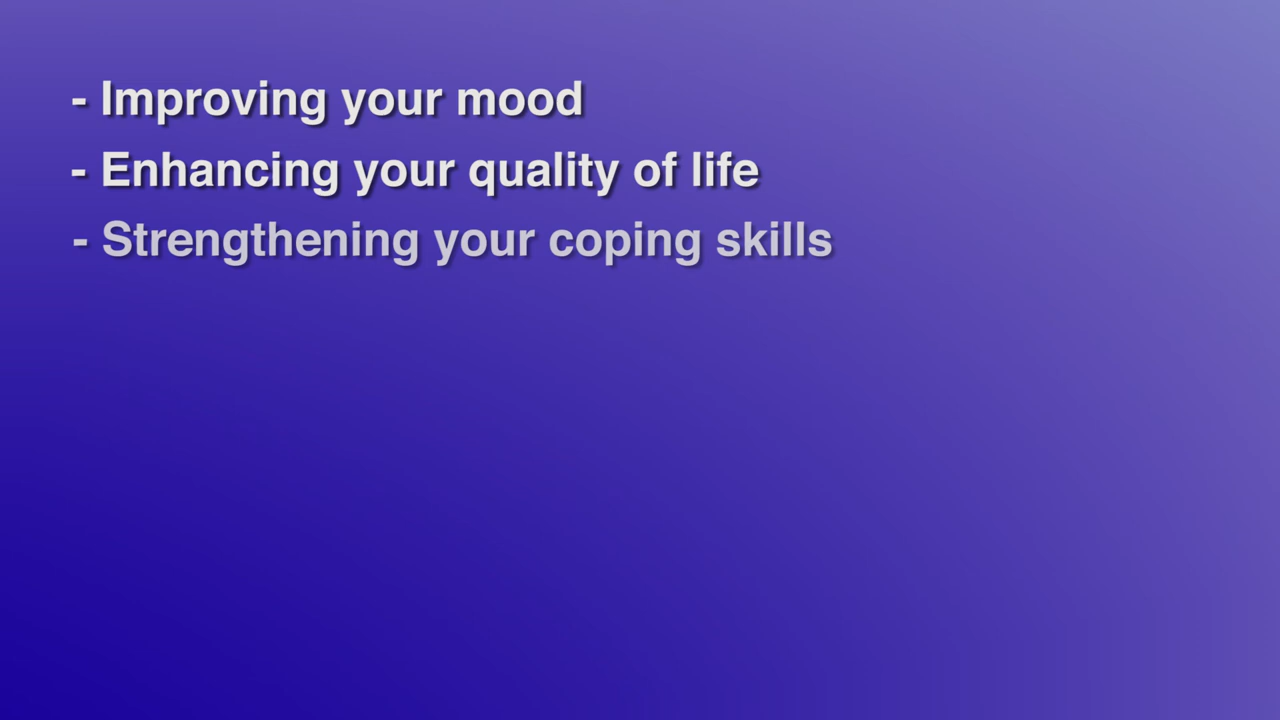 - Improving your mood
- Enhancing your quality of life
- Strengthening your coping skills